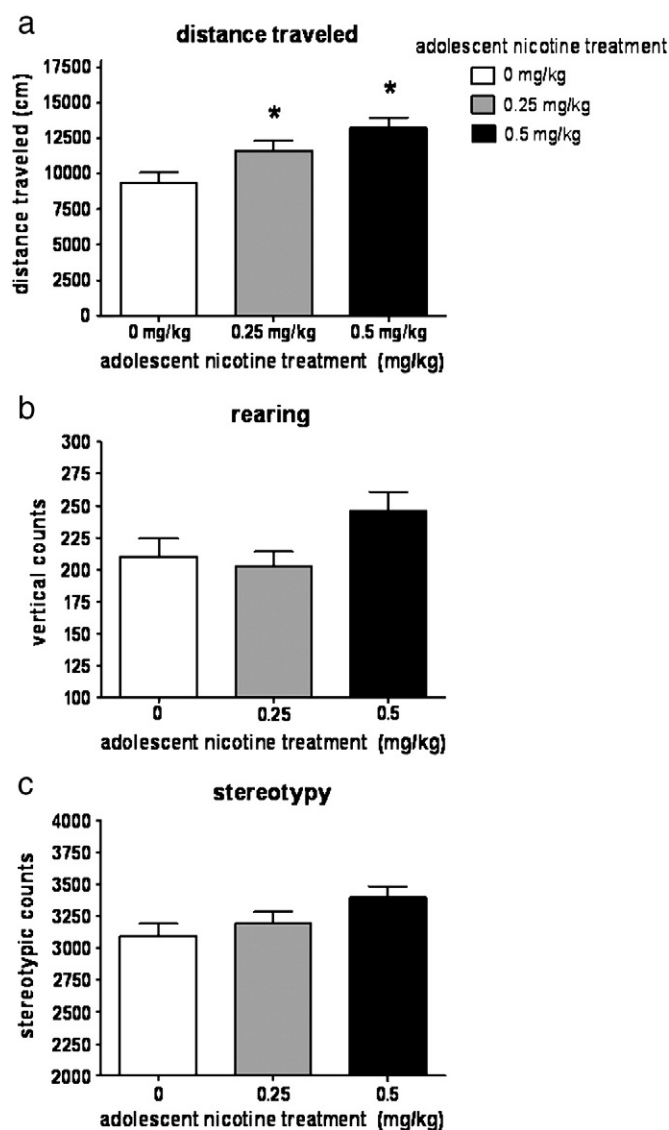 a
distance traveled
adolescent nicotine treatment
0 mg/kg
0.25 mg/kg
0.5 mg/kg
distance traveled (cm)
17500
15000
12500
10000
7500
5000
2500
0
*
*
0 mg/kg 0.25 mg/kg 0.5 mg/kg
adolescent nicotine treatment (mg/kg)
b
rearing
vertical counts
300
275
250
225
200
175
150
125
100
0 0.25 0.5
adolescent nicotine treatment (mg/kg)
c
stereotypy
stereotypic counts
4000
3750
3500
3250
3000
2750
2500
2250
2000
0 0.25 0.5
adolescent nicotine treatment (mg/kg)